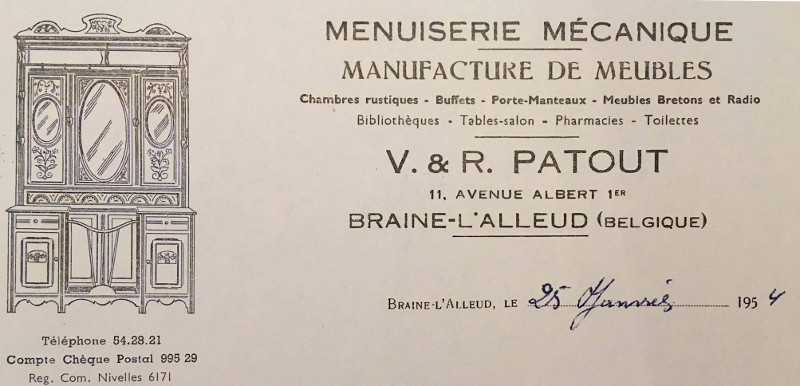 MENUISERIE MÉCANIQUE
MANUFACTURE DE MEUBLES
Chambres rustiques - Buffets - Porte-Manteaux - Meubles Bretons et Radio
Bibliothèques - Tables-salon - Pharmacies - Toilettes
V. & R. PATOUT
11, AVENUE ALBERT 1ER
BRAINE-L'ALLEUD (BELGIQUE)
BRAINE-L'ALLEUD, LE 25 Janvier 1954
Téléphone 54.28.21
Compte Chèque Postal 995 29
Reg. Com. Nivelles 6171